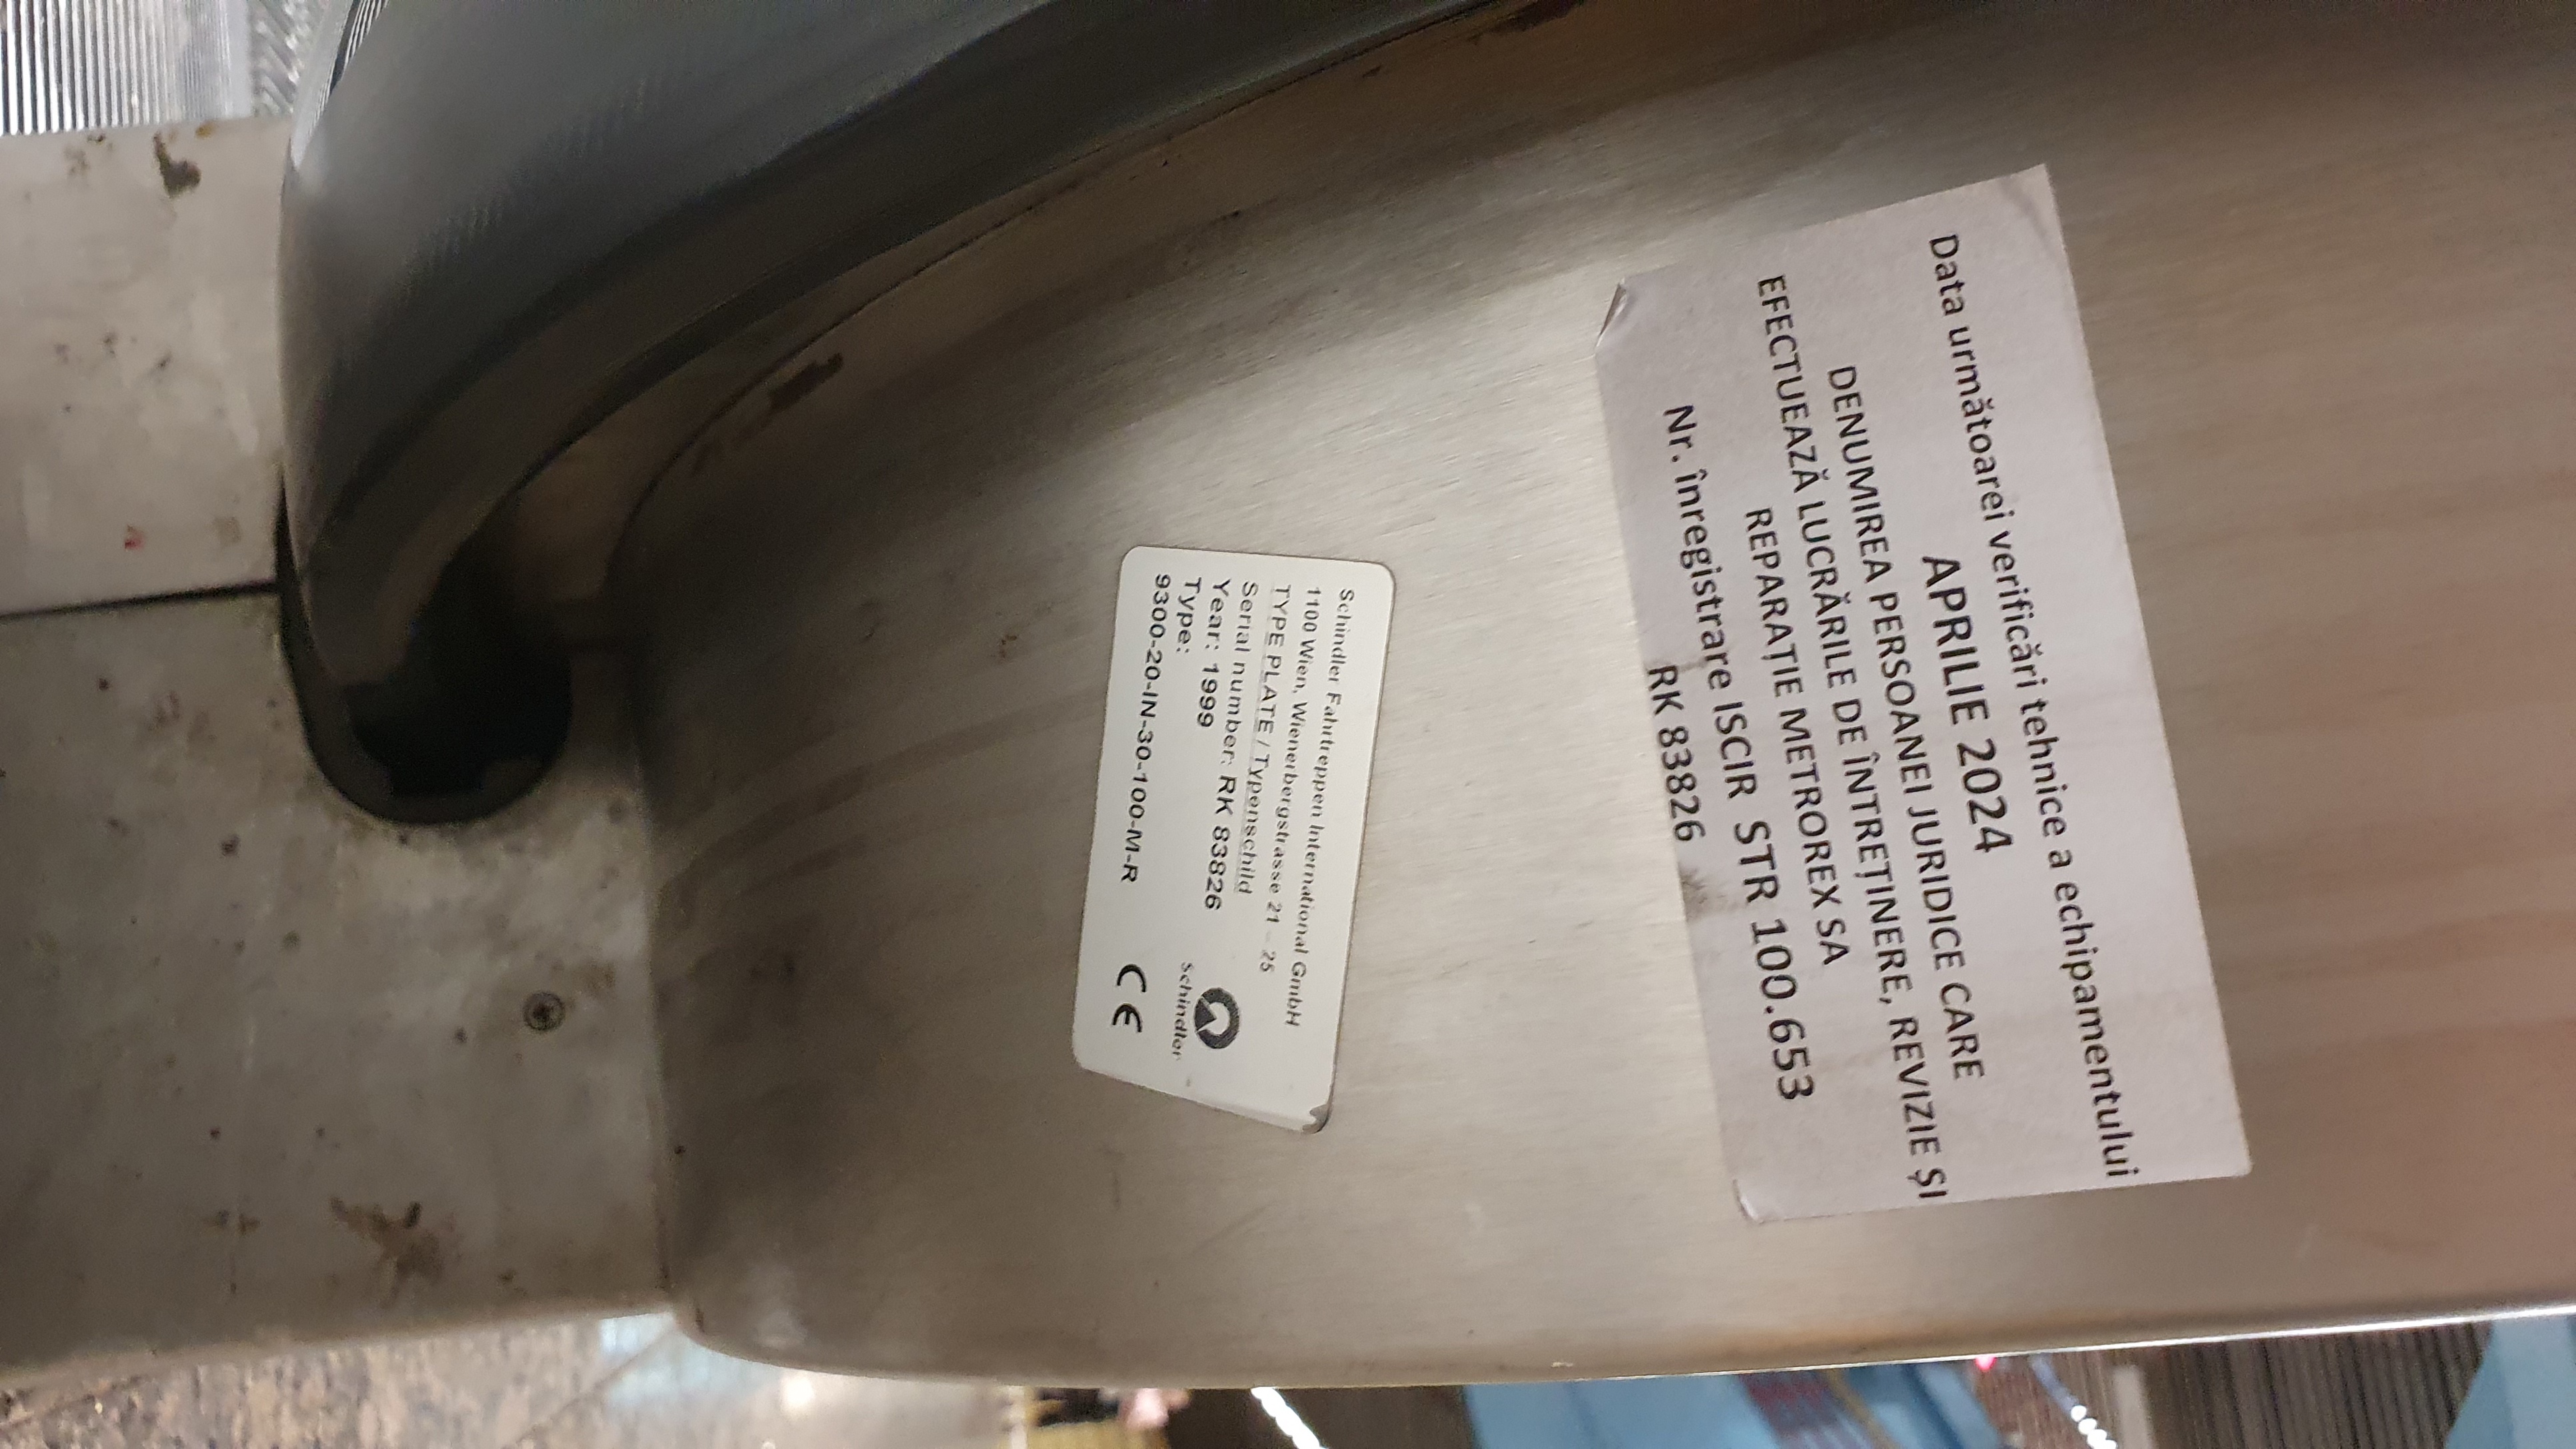 Data următoarei verificări tehnice a echipamentului
APRILIE 2024
DENUMIREA PERSOANEI JURIDICE CARE
EFECTUEAZĂ LUCRĂRILE DE ÎNTREȚINERE, REVIZIE ȘI
REPARAȚIE METROREX SA
Nr. înregistrare ISCIR STR 100.653
RK 83826
Schindler Fahrtreppen International GmbH
1100 Wien, Wienerbergstrasse 21 - 25
TYPE PLATE / Typenschild
Serial number: RK 83826
Year: 1999
Type:
9300-20-IN-30-100-M-R
Schindler
CE